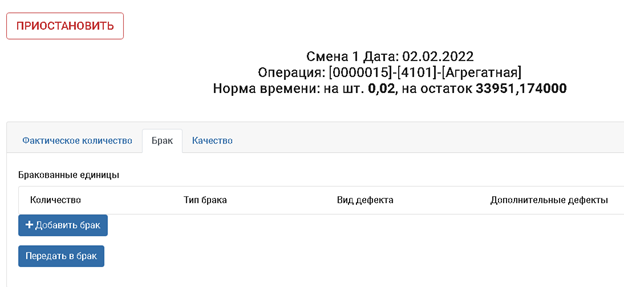 ПРИОСТАНОВИТЬ
Смена 1 Дата: 02.02.2022
Операция: [0000015]-[4101]-[Агрегатная]
Норма времени: на шт. 0,02, на остаток 33951,174000
Фактическое количество Брак Качество
Бракованные единицы
Количество Тип брака Вид дефекта Дополнительные дефекты
+ Добавить брак
Передать в брак